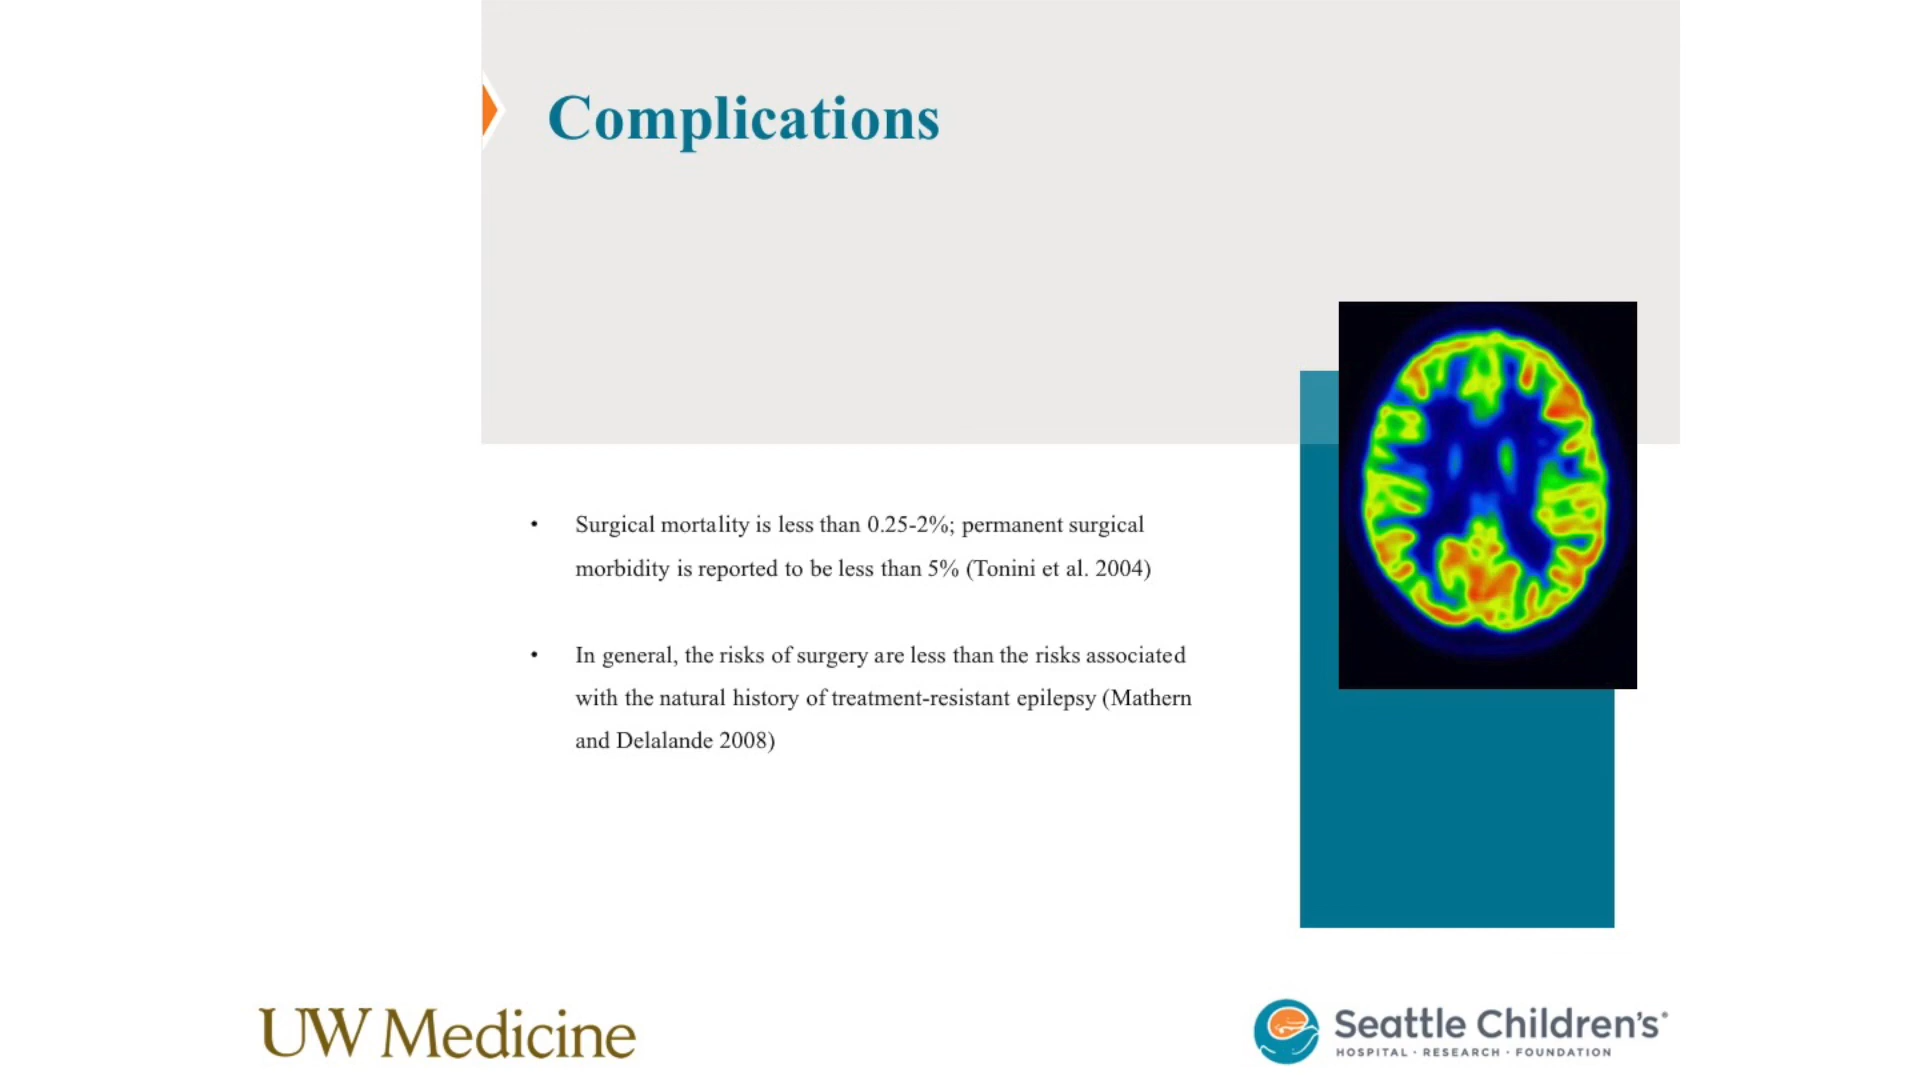 Complications
• Surgical mortality is less than 0.25-2%; permanent surgical
morbidity is reported to be less than 5% (Tonini et al. 2004)
• In general, the risks of surgery are less than the risks associated
with the natural history of treatment-resistant epilepsy (Mathern
and Delalande 2008)
UW Medicine
Seattle Children's®
HOSPITAL · RESEARCH · FOUNDATION